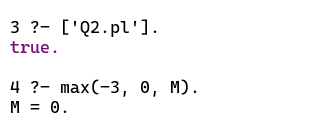 3 ?- ['Q2.pl'].
true.
4 ?- max(-3, 0, M).
M = 0.